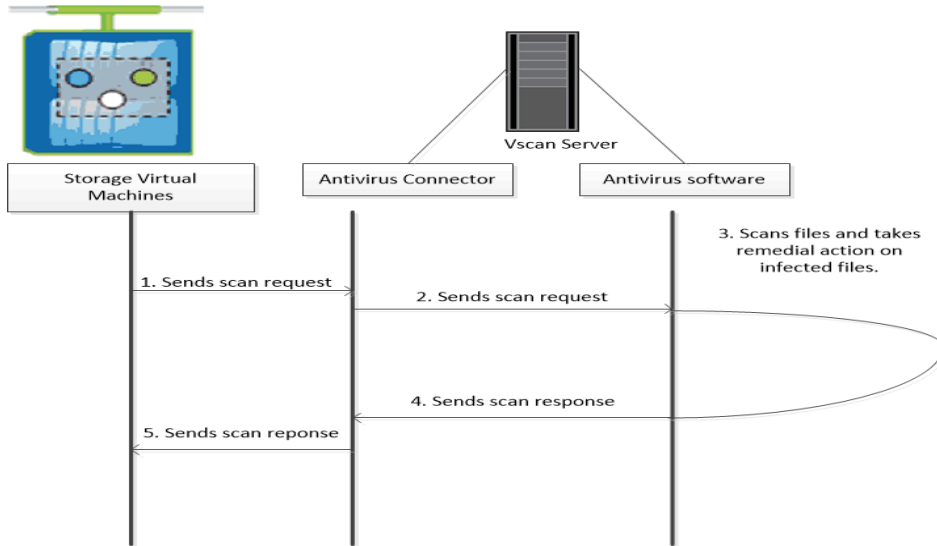 Vscan Server
Storage Virtual
Machines
Antivirus Connector
Antivirus software
3. Scans files and takes
remedial action on
infected files.
1. Sends scan request
2. Sends scan request
4. Sends scan response
5. Sends scan reponse